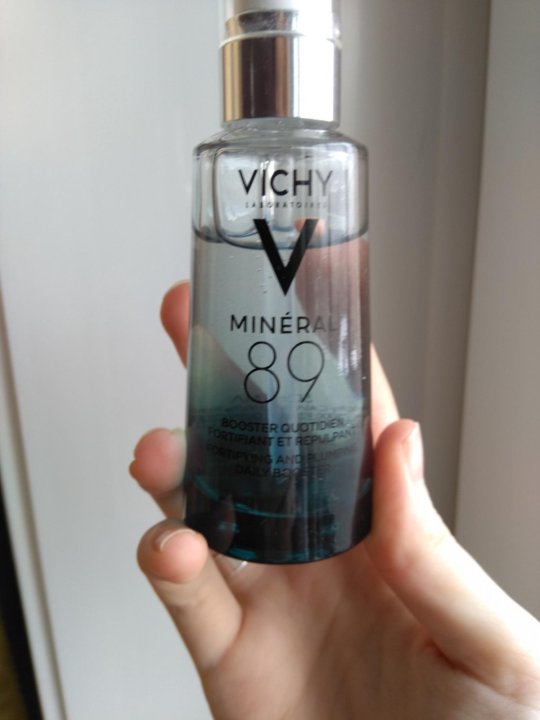 VICHY
LABORATOIRES
V
MINÉRAL
89
BOOSTER QUOTIDIEN
FORTIFIANT ET REPULPANT
FORTIFYING AND PLUMPING
DAILY BOOSTER